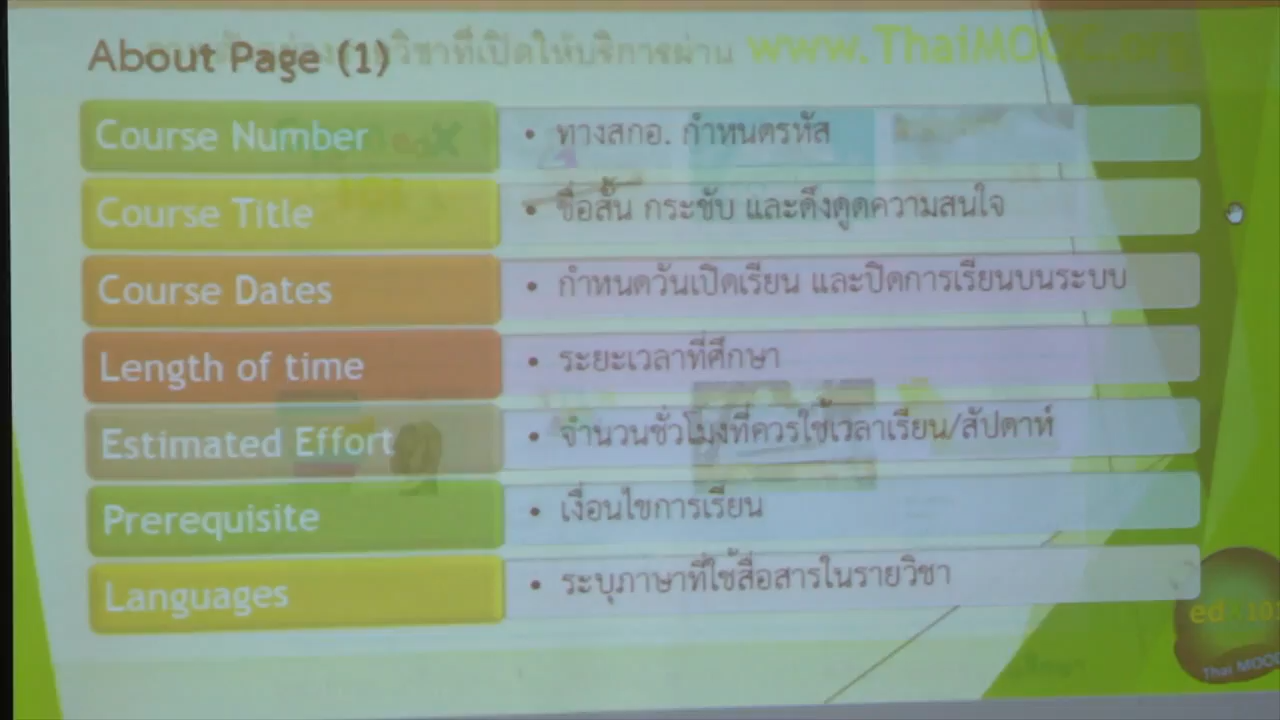 About Page (1)
วิชาที่เปิดให้บริการผ่าน www.ThaiMOOC.org
Course Number
• ทางสกอ. กำหนดรหัส
Course Title
• ชื่อสั้น กระชับ และดึงดูดความสนใจ
Course Dates
• กำหนดวันเปิดเรียน และปิดการเรียนบนระบบ
Length of time
• ระยะเวลาที่ศึกษา
Estimated Effort
• จำนวนชั่วโมงที่ควรใช้เวลาเรียน/สัปดาห์
Prerequisite
• เงื่อนไขการเรียน
Languages
• ระบุภาษาที่ใช้สื่อสารในรายวิชา
Thai MOOC